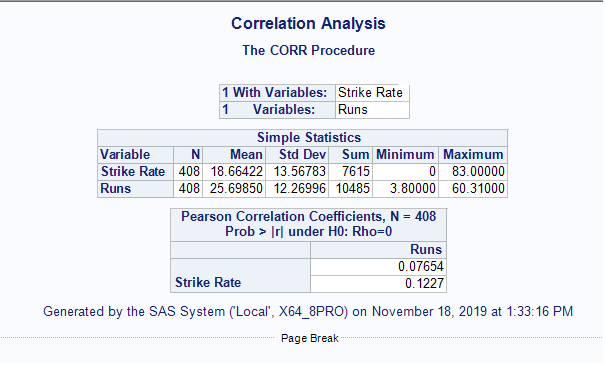 Correlation Analysis
The CORR Procedure
1 With Variables: Strike Rate
1 Variables: Runs
Simple Statistics
Variable N Mean Std Dev Sum Minimum Maximum
Strike Rate 408 18.66422 13.56783 7615 0 83.00000
Runs 408 25.69850 12.26996 10485 3.80000 60.31000
Pearson Correlation Coefficients, N = 408
Prob > |r| under H0: Rho=0
Runs
0.07654
Strike Rate 0.1227
Generated by the SAS System ('Local', X64_8PRO) on November 18, 2019 at 1:33:16 PM
Page Break